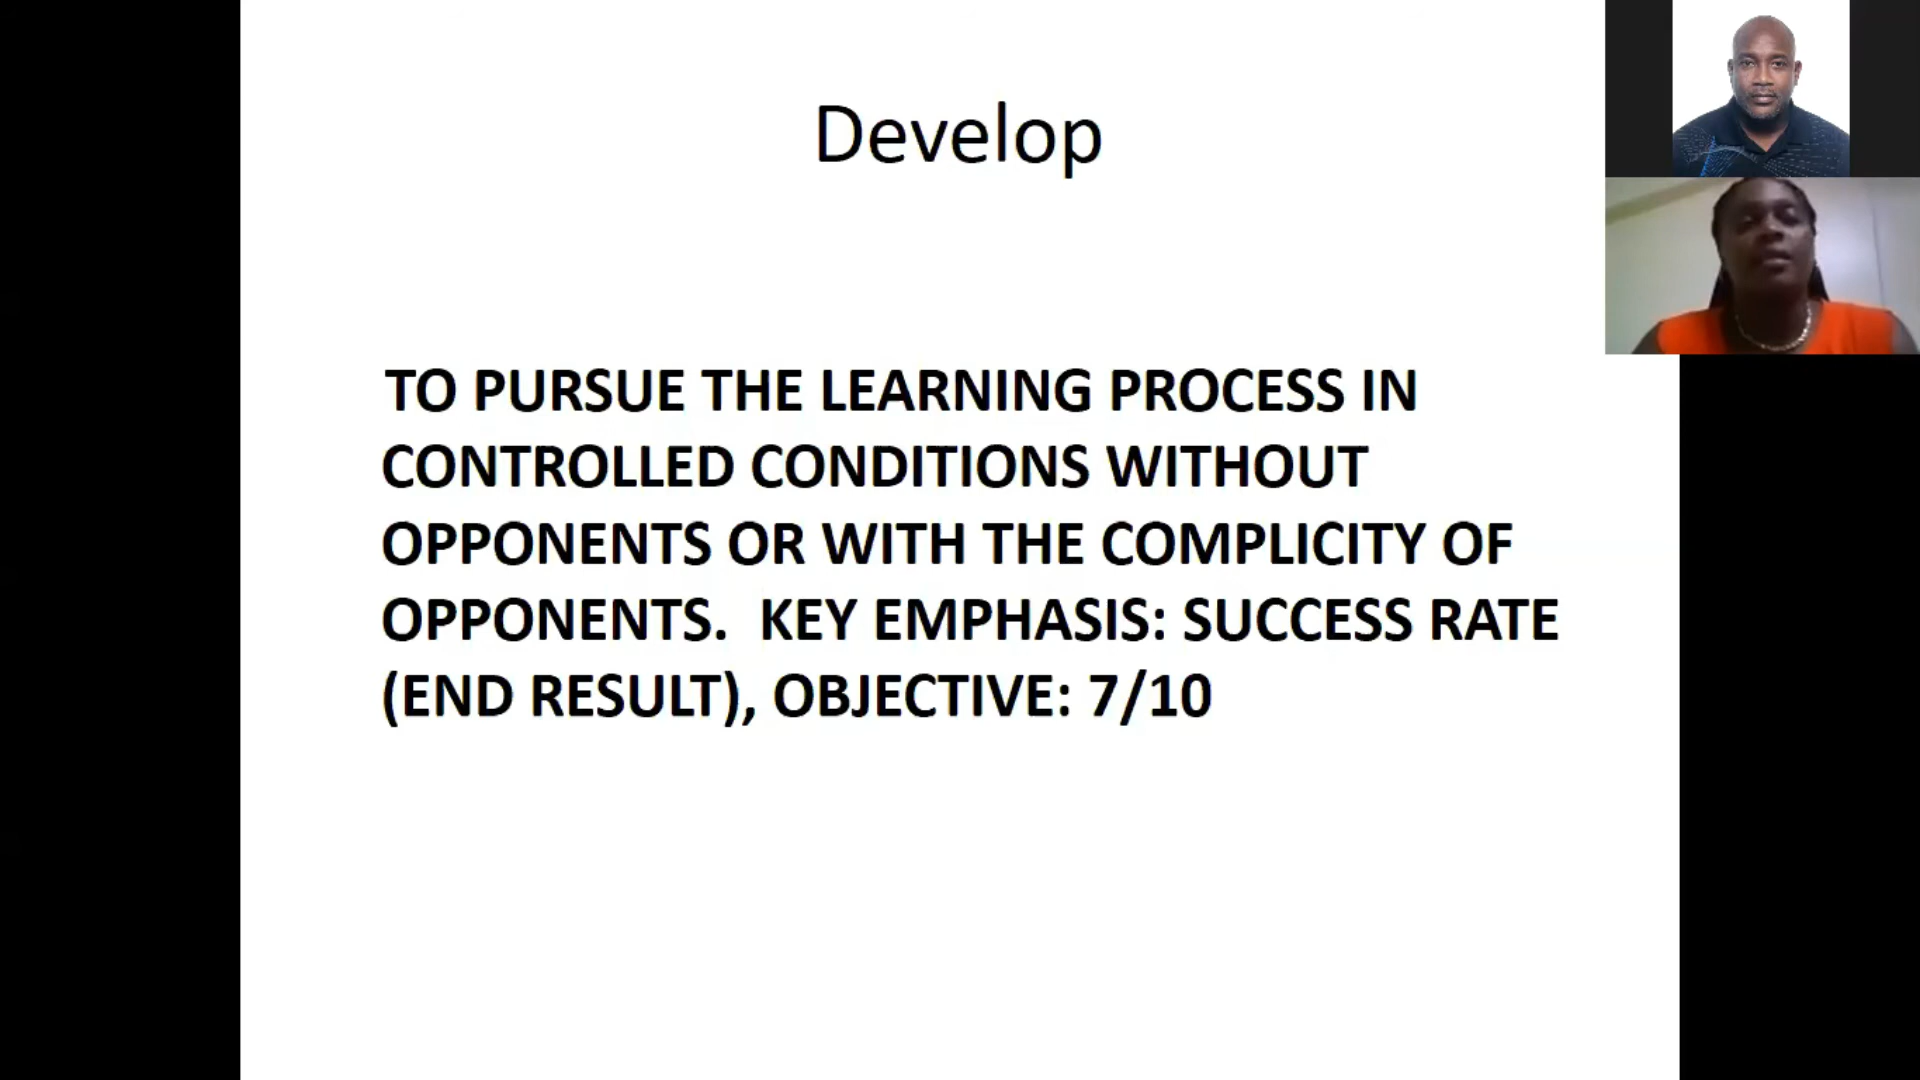 Develop
TO PURSUE THE LEARNING PROCESS IN
CONTROLLED CONDITIONS WITHOUT
OPPONENTS OR WITH THE COMPLICITY OF
OPPONENTS.  KEY EMPHASIS: SUCCESS RATE
(END RESULT), OBJECTIVE: 7/10